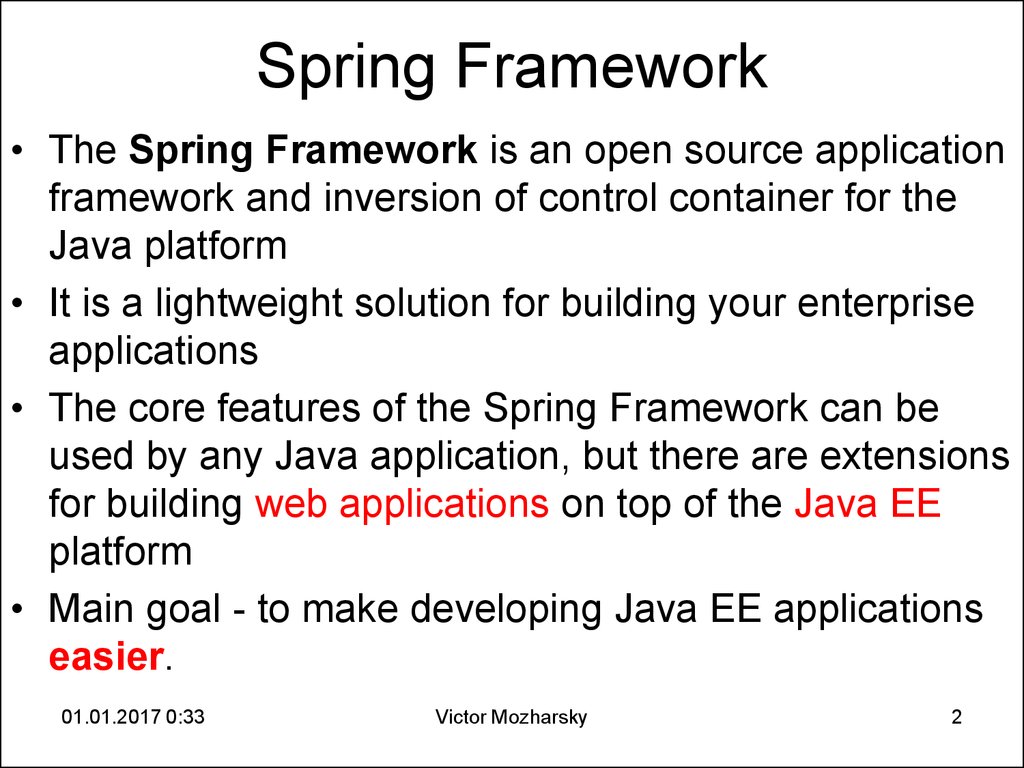 Spring Framework
• The Spring Framework is an open source application
framework and inversion of control container for the
Java platform
• It is a lightweight solution for building your enterprise
applications
• The core features of the Spring Framework can be
used by any Java application, but there are extensions
for building web applications on top of the Java EE
platform
• Main goal - to make developing Java EE applications
easier.
01.01.2017 0:33 Victor Mozharsky 2